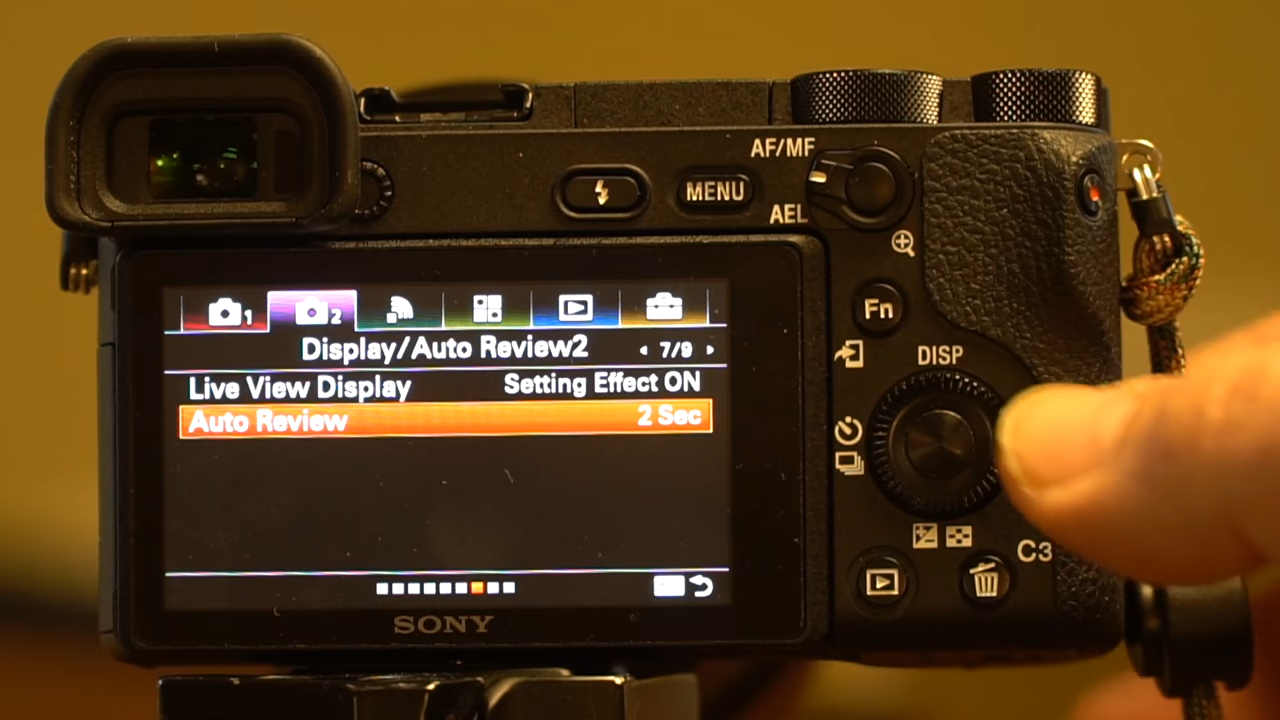 AF/MF
MENU
AEL
Fn
1
2
Display/Auto Review2 7/9
DISP
Live View Display Setting Effect ON
Auto Review 2 Sec
C3
SONY